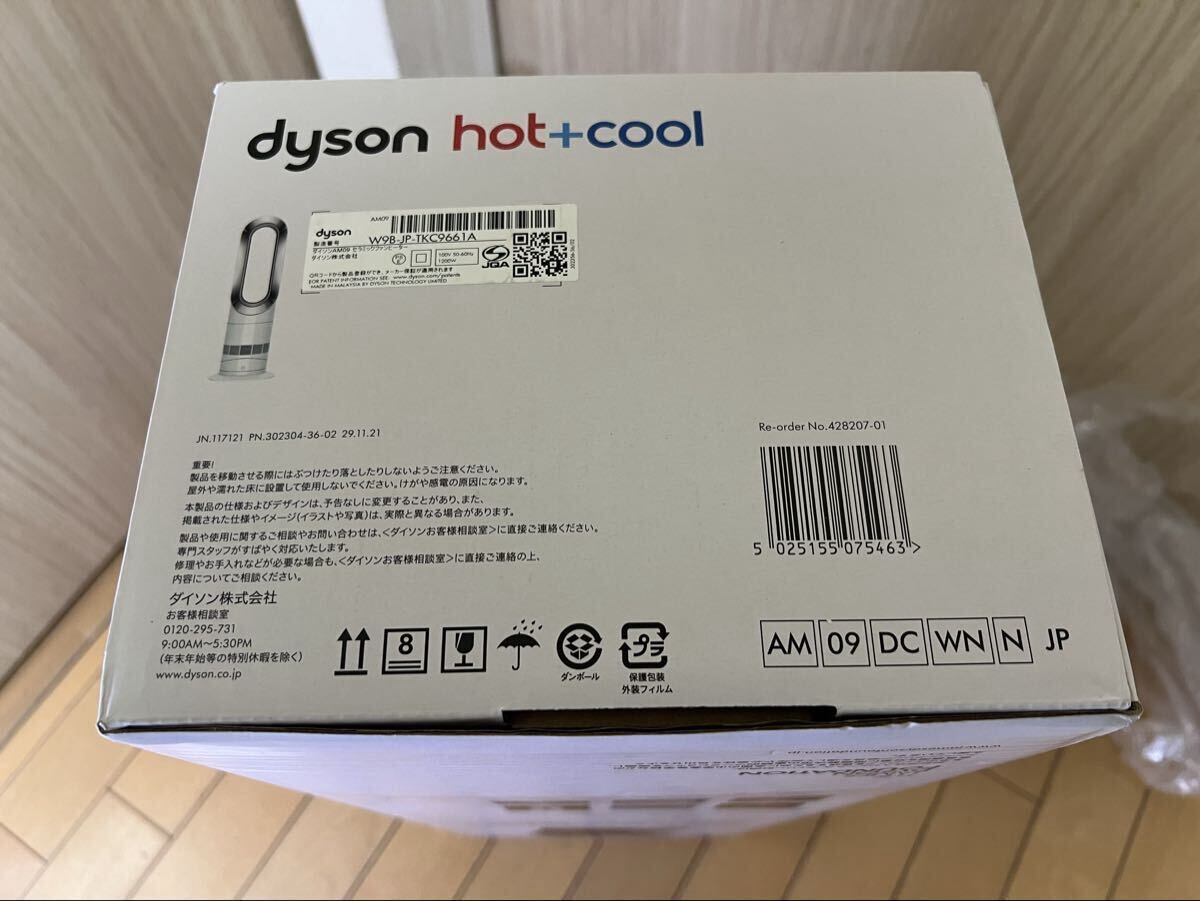 dyson hot+cool
AM09
dyson
製造番号
W9B-JP-TKC9661A
ダイソンAM09 セラミックファンヒーター
ダイソン株式会社
100V 50-60Hz
1200W
JQA
QRコードから製品登録ができ、メーカー保証が適用されます
FOR PATENT INFORMATION SEE: www.dyson.com/patents
MADE IN MALAYSIA BY DYSON TECHNOLOGY LIMITED
302356-36/02
JN.117121 PN.302304-36-02 29.11.21
Re-order No.428207-01
重要!
製品を移動させる際にはぶつけたり落としたりしないようご注意ください。
屋外や濡れた床に設置して使用しないでください。けがや感電の原因になります。
本製品の仕様およびデザインは、予告なしに変更することがあり、また、
掲載された仕様やイメージ(イラストや写真)は、実際と異なる場合があります。
製品や使用に関するご相談やお問い合わせは、<ダイソンお客様相談室>に直接ご連絡ください。
専門スタッフがすばやく対応いたします。
修理やお手入れなどが必要な場合も、<ダイソンお客様相談室>に直接ご連絡の上、
内容についてご相談ください。
5 025155 075463 >
ダイソン株式会社
お客様相談室
0120-295-731
9:00AM~5:30PM
(年末年始等の特別休暇を除く)
www.dyson.co.jp
8
ダンボール
プラ
保護包装
外装フィルム
AM 09 DC WN N JP